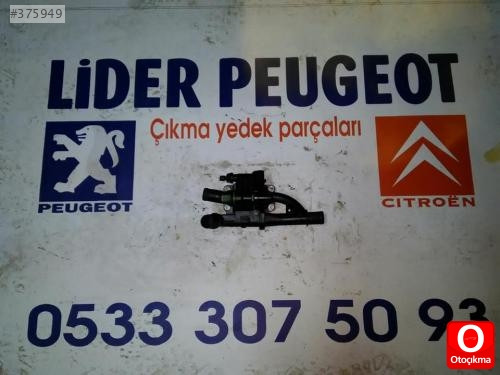 #375949
LİDER PEUGEOT
Çıkma yedek parçaları
PEUGEOT
CITROËN
0533 307 50 93
Otoçıkma